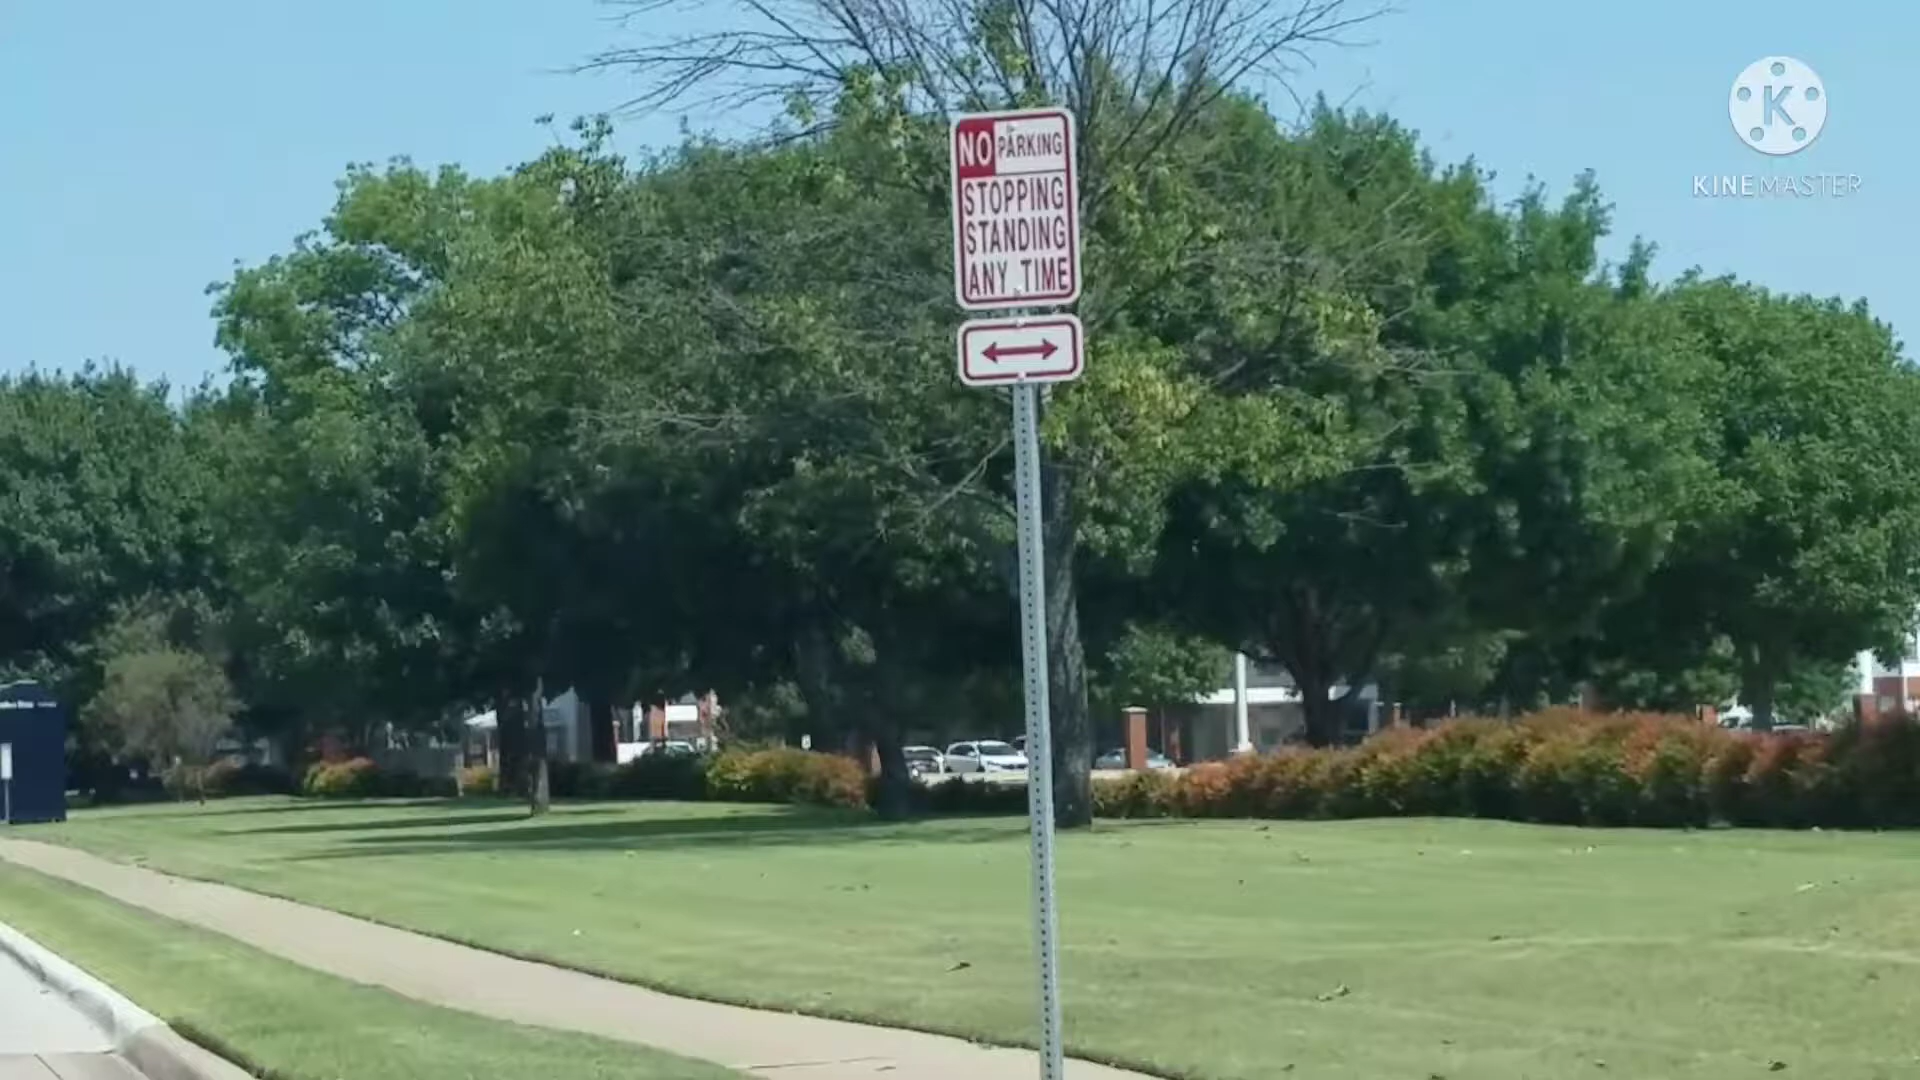 NO PARKING
STOPPING
STANDING
ANY TIME
K
KINEMASTER